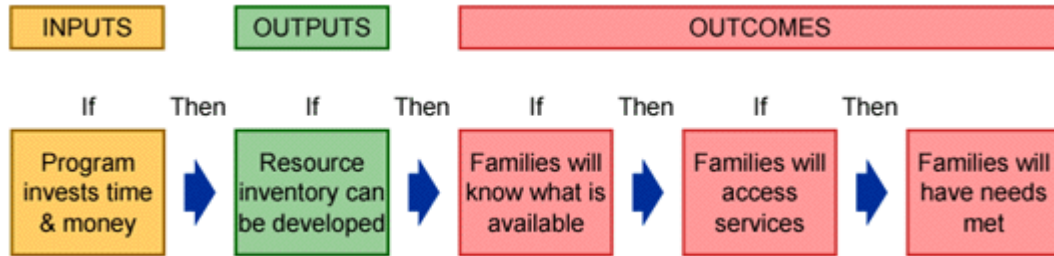 INPUTS OUTPUTS OUTCOMES
If Then If Then If Then If Then
Program
invests time
& money
Resource
inventory can
be developed
Families will
know what is
available
Families will
access
services
Families will
have needs
met